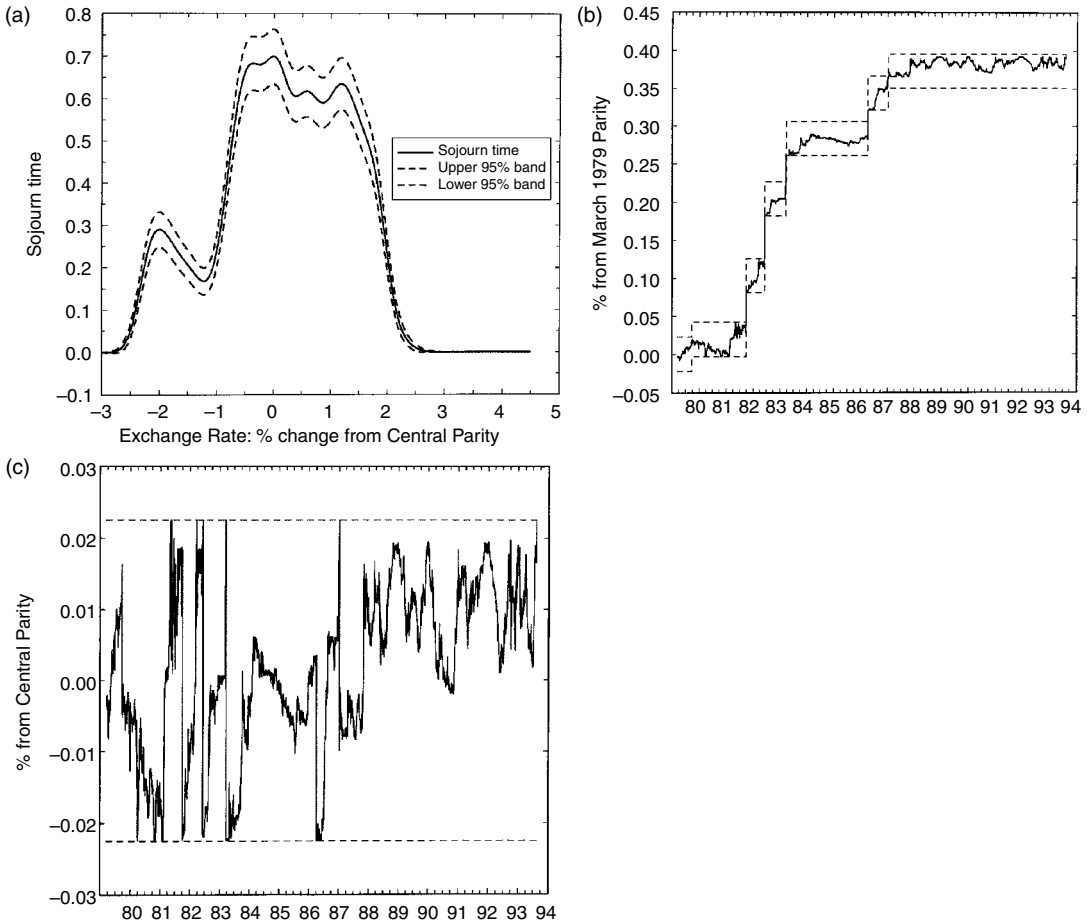 (a)
0.8
0.7
0.6
0.5
0.4
0.3
0.2
0.1
0.0
–0.1
Sojourn time
Sojourn time
Upper 95% band
Lower 95% band
–3 –2 –1 0 1 2 3 4 5
Exchange Rate: % change from Central Parity
(b)
0.40
0.35
0.30
0.25
0.20
0.15
0.10
0.05
0.00
–0.05
% from March 1979 Parity
80 81 82 83 84 85 86 87 88 89 90 91 92 93 94
(c)
0.03
0.02
0.01
0.00
–0.01
–0.02
–0.03
% from Central Parity
80 81 82 83 84 85 86 87 88 89 90 91 92 93 94